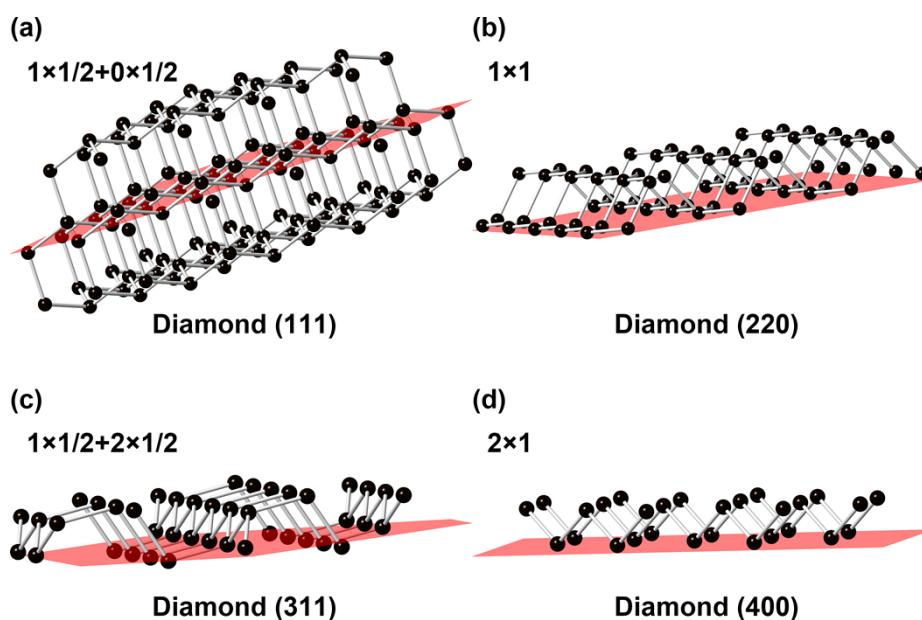 (a)
1×1/2+0×1/2
Diamond (111)
(b)
1×1
Diamond (220)
(c)
1×1/2+2×1/2
Diamond (311)
(d)
2×1
Diamond (400)